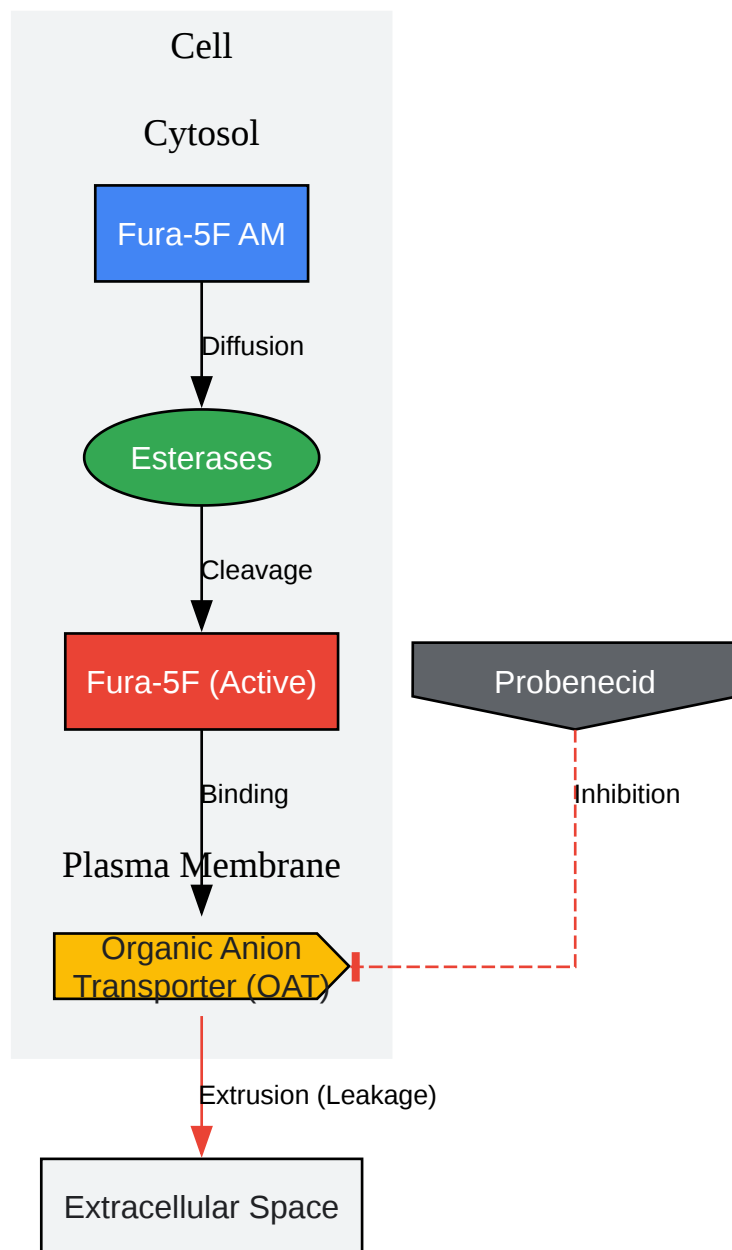 Cell
Cytosol
Fura-5F AM
Diffusion
Esterases
Cleavage
Fura-5F (Active)
Probenecid
Binding
Inhibition
Plasma Membrane
Organic Anion
Transporter (OAT)
Extrusion (Leakage)
Extracellular Space